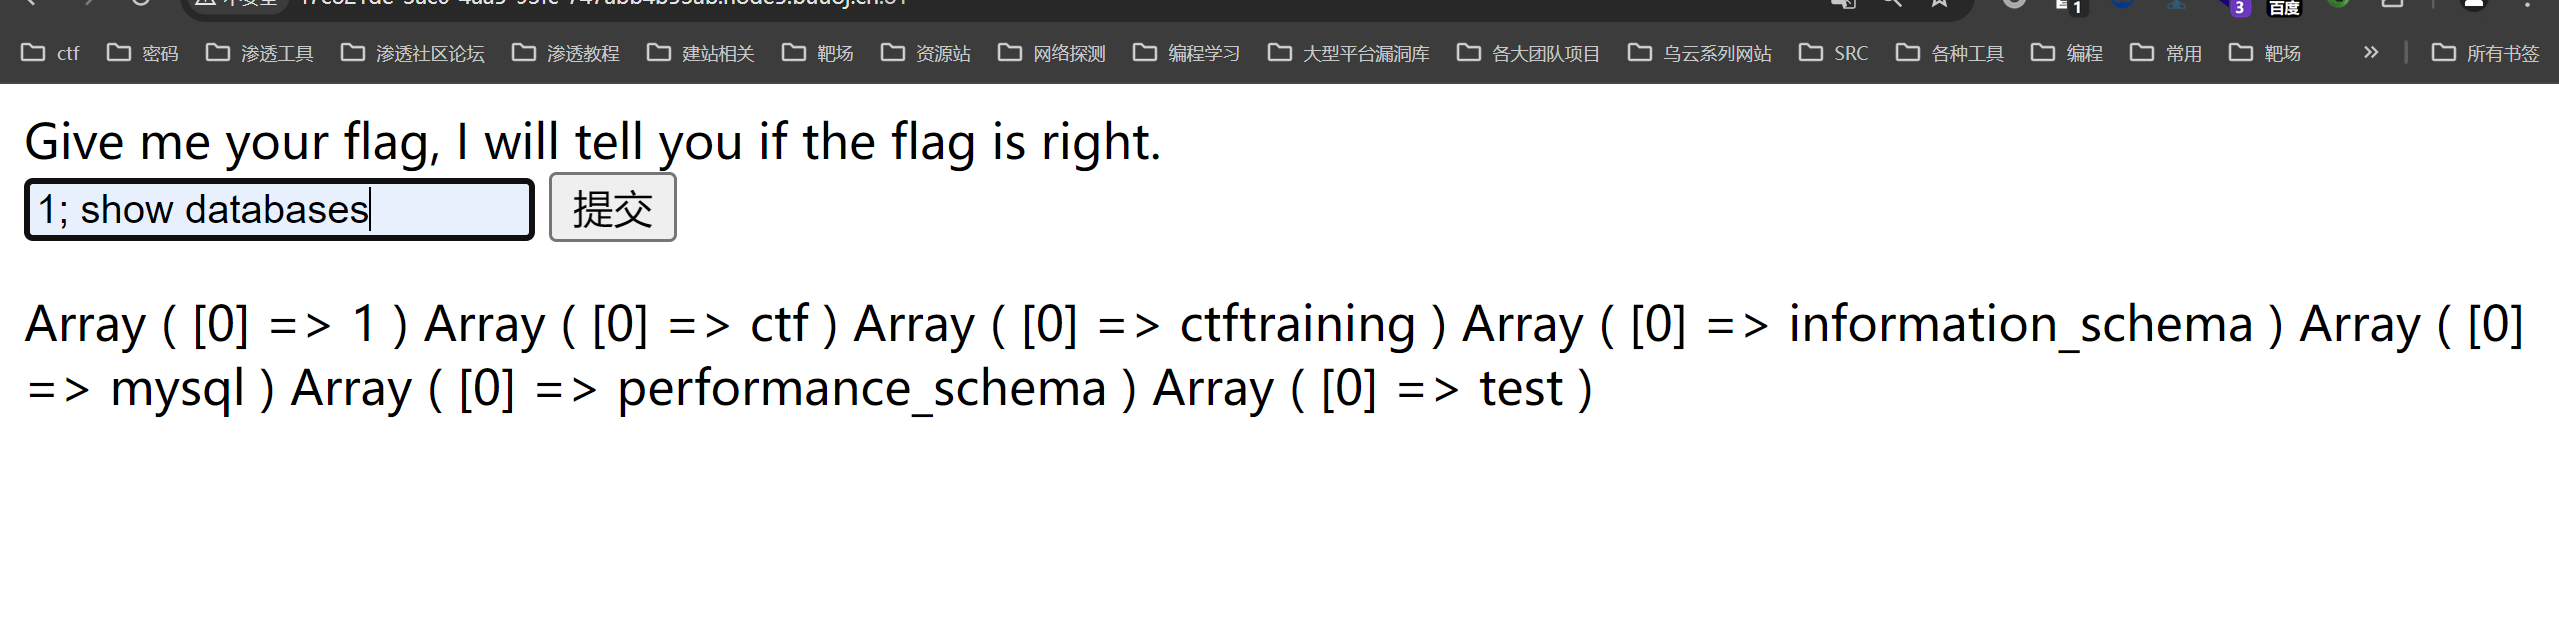 ctf 密码 渗透工具 渗透社区论坛 渗透教程 建站相关 靶场 资源站 网络探测 编程学习 大型平台漏洞库 各大团队项目 乌云系列网站 SRC 各种工具 编程 常用 靶场 » 所有书签
Give me your flag, I will tell you if the flag is right.
1; show databases 提交
Array ( [0] => 1 ) Array ( [0] => ctf ) Array ( [0] => ctftraining ) Array ( [0] => information_schema ) Array ( [0]
=> mysql ) Array ( [0] => performance_schema ) Array ( [0] => test )